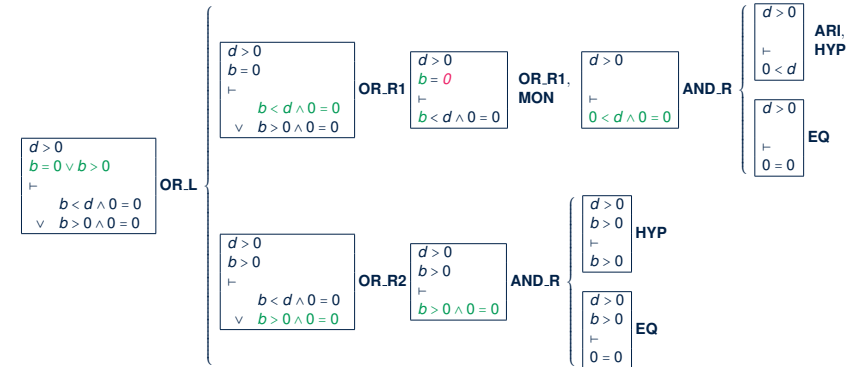 d > 0
b = 0 ∨ b > 0
⊢
b < d ∧ 0 = 0
∨ b > 0 ∧ 0 = 0
OR_L
d > 0
b = 0
⊢
b < d ∧ 0 = 0
∨ b > 0 ∧ 0 = 0
OR_R1
d > 0
b = 0
⊢
b < d ∧ 0 = 0
OR_R1,
MON
d > 0
⊢
0 < d ∧ 0 = 0
AND_R
d > 0
⊢
0 < d
ARI,
HYP
d > 0
⊢
0 = 0
EQ
d > 0
b > 0
⊢
b < d ∧ 0 = 0
∨ b > 0 ∧ 0 = 0
OR_R2
d > 0
b > 0
⊢
b > 0 ∧ 0 = 0
AND_R
d > 0
b > 0
⊢
b > 0
HYP
d > 0
b > 0
⊢
0 = 0
EQ